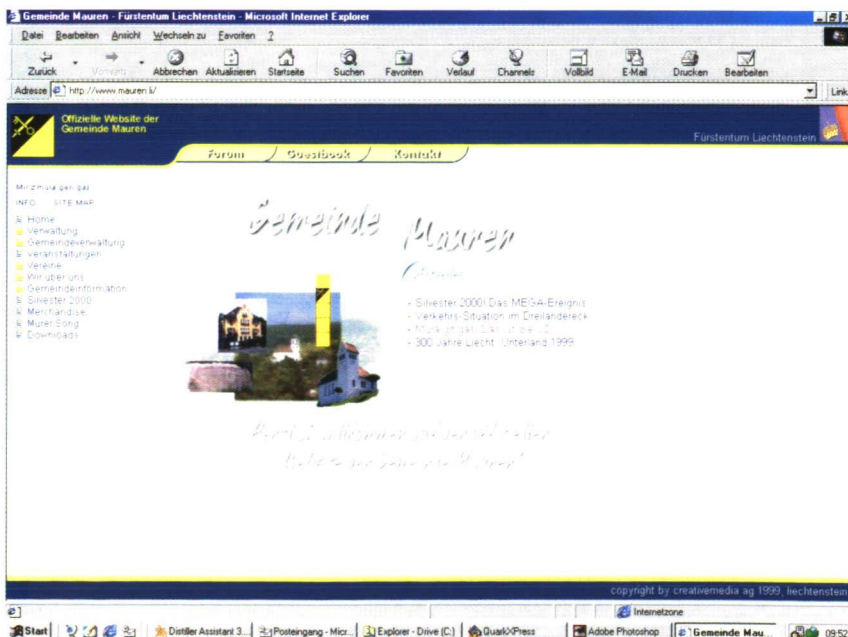 Gemeinde Mauren - Fürstentum Liechtenstein - Microsoft Internet Explorer
Datei Bearbeiten Ansicht Wechseln zu Favoriten ?
Zurück Vorwärts Abbrechen Aktualisieren Startseite Suchen Favoriten Verlauf Channels Vollbild E-Mail Drucken Bearbeiten
Adresse http://www.mauren.li/ Link
Offizielle Website der
Gemeinde Mauren
Fürstentum Liechtenstein
Forum Guestbook Kontakt
INFO SITE MAP
Home
Verwaltung
Gemeindeverwaltung
Veranstaltungen
Vereine
Wir über uns
Gemeindeinformation
Silvester 2000
Merchandise
Murer Song
Downloads
Gemeinde Mauren
- Silvester 2000! Das MEGA-Ereignis
- Verkehrs-Situation im Dreiländereck
- 300 Jahre Liecht. Unterland 1999
copyright by creativemedia ag 1999, liechtenstein
Internetzone
Start Distiller Assistant 3... Posteingang - Micr... Explorer - Drive (C:) QuarkXPress Adobe Photoshop Gemeinde Mau... 09:52